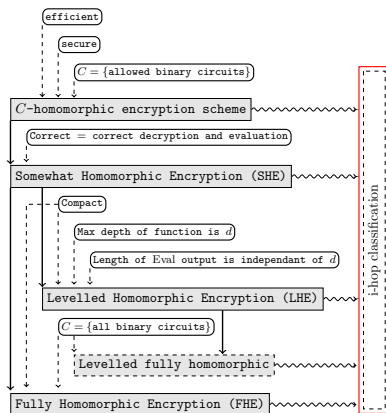 efficient
secure
C = {allowed binary circuits}
C-homomorphic encryption scheme
Correct = correct decryption and evaluation
Somewhat Homomorphic Encryption (SHE)
Compact
Max depth of function is d
Length of Eval output is independant of d
Levelled Homomorphic Encryption (LHE)
C = {all binary circuits}
Levelled fully homomorphic
Fully Homomorphic Encryption (FHE)
i-hop classification